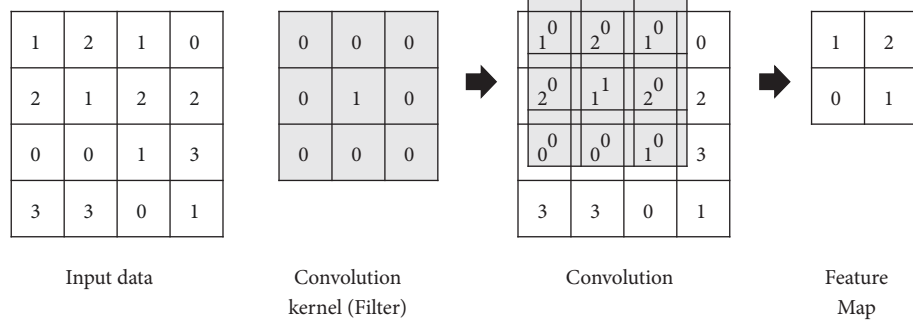 1 2 1 0
2 1 2 2
0 0 1 3
3 3 0 1
Input data
0 0 0
0 1 0
0 0 0
Convolution
kernel (Filter)
1 0 2 0 1 0 0
2 0 1 1 2 0 2
0 0 0 0 1 0 3
3 3 0 1
Convolution
1 2
0 1
Feature
Map